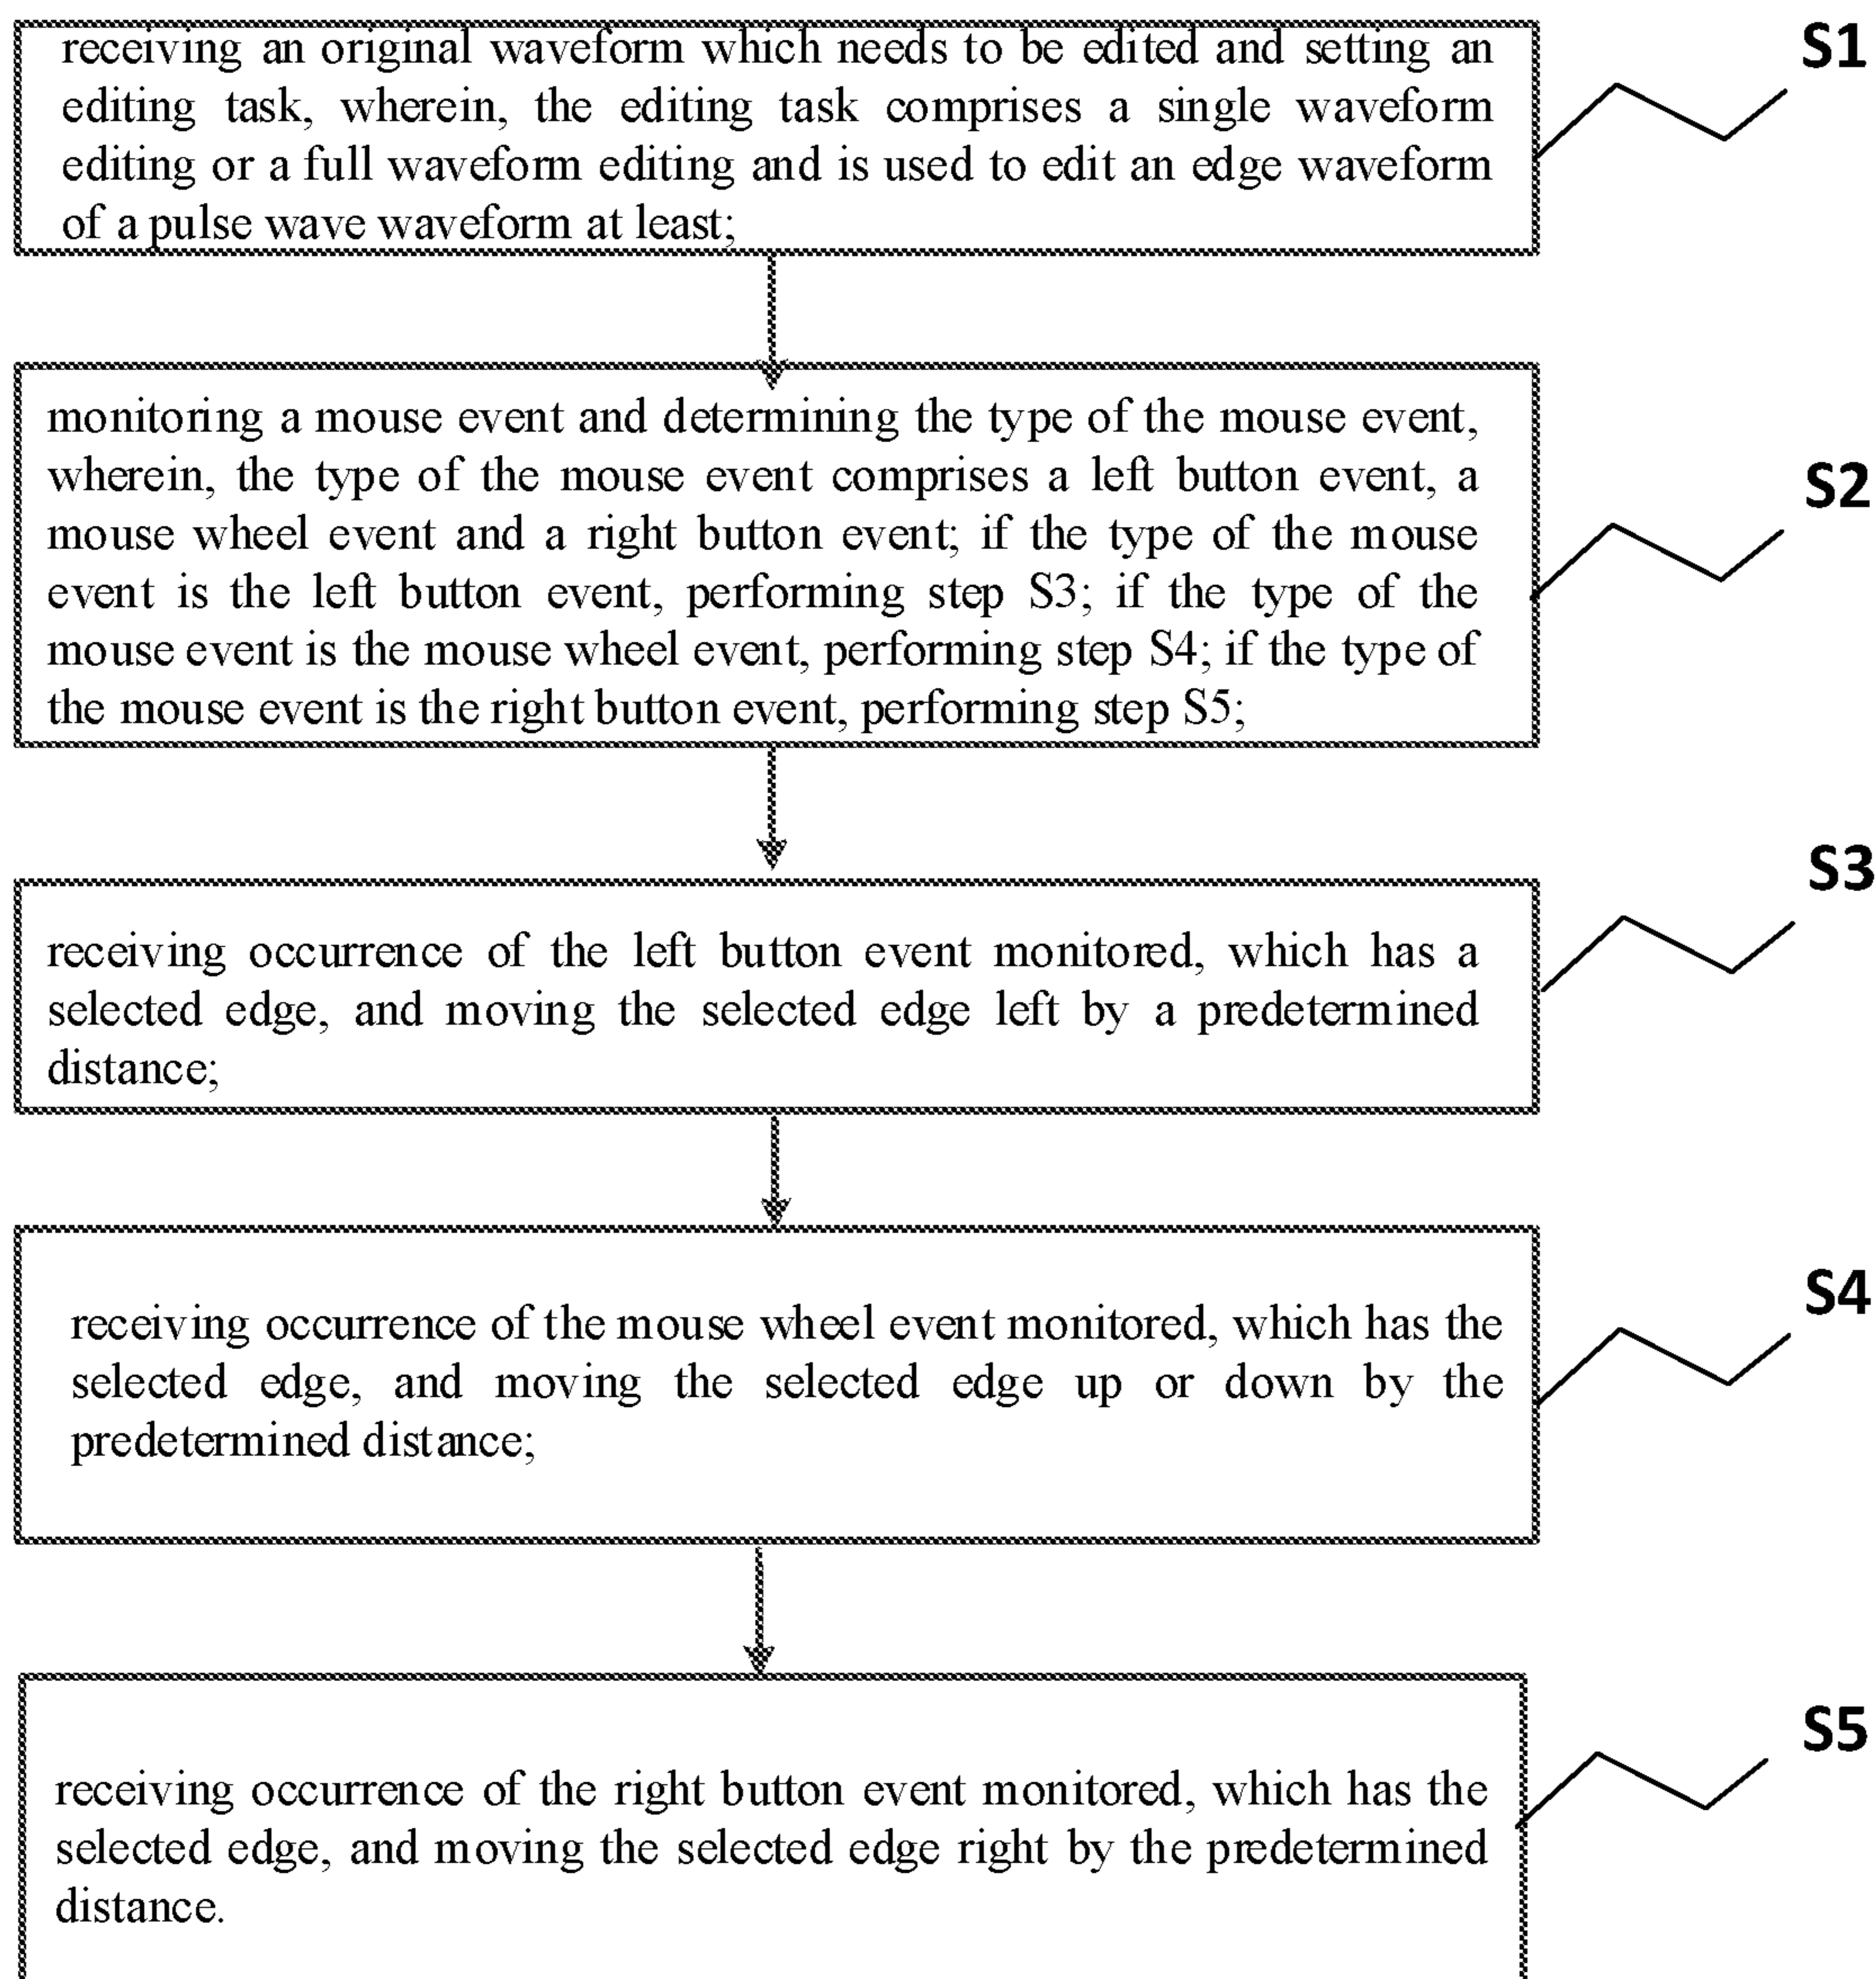 receiving an original waveform which needs to be edited and setting an
editing task, wherein, the editing task comprises a single waveform
editing or a full waveform editing and is used to edit an edge waveform
of a pulse wave waveform at least;
S1
monitoring a mouse event and determining the type of the mouse event,
wherein, the type of the mouse event comprises a left button event, a
mouse wheel event and a right button event; if the type of the mouse
event is the left button event, performing step S3; if the type of the
mouse event is the mouse wheel event, performing step S4; if the type of
the mouse event is the right button event, performing step S5;
S2
receiving occurrence of the left button event monitored, which has a
selected edge, and moving the selected edge left by a predetermined
distance;
S3
receiving occurrence of the mouse wheel event monitored, which has the
selected edge, and moving the selected edge up or down by the
predetermined distance;
S4
receiving occurrence of the right button event monitored, which has the
selected edge, and moving the selected edge right by the predetermined
distance.
S5